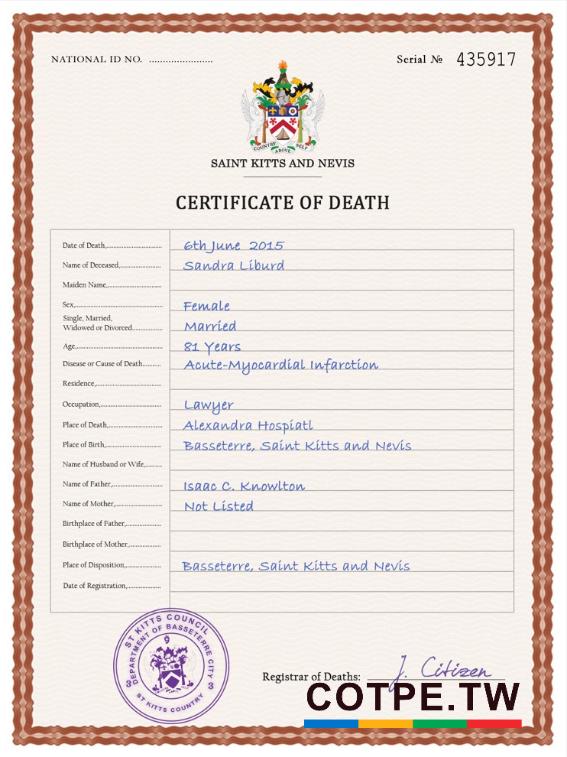 NATIONAL ID NO. ........................ Serial № 435917
COUNTRY ABOVE SELF
SAINT KITTS AND NEVIS
CERTIFICATE OF DEATH
Date of Death,..................... 6th June 2015
Name of Deceased,................ Sandra Liburd
Maiden Name,.....................
Sex,................................ Female
Single, Married,
Widowed or Divorced............ Married
Age,................................ 81 Years
Disease or Cause of Death......... Acute-Myocardial Infarction
Residence,.........................
Occupation,....................... Lawyer
Place of Death,.................... Alexandra Hospiatl
Place of Birth,..................... Basseterre, Saint Kitts and Nevis
Name of Husband or Wife,.......
Name of Father,.................. Isaac C. Knowlton
Name of Mother,................. Not Listed
Birthplace of Father,..............
Birthplace of Mother,.............
Place of Disposition,.............. Basseterre, Saint Kitts and Nevis
Date of Registration,..............
ST KITTS COUNCIL
DEPARTMENT OF BASSETERRE CITY
9
ST KITTS COUNTRY
Registrar of Deaths: J. Citizen
COTPE.TW